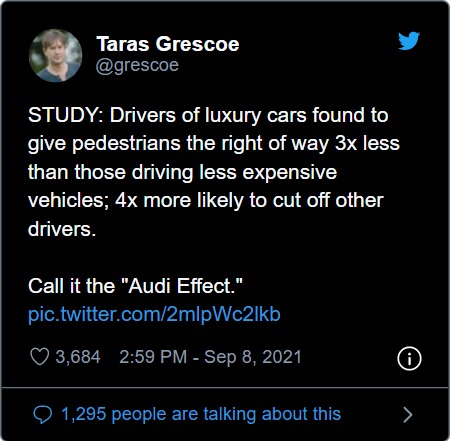 Taras Grescoe
@grescoe
STUDY: Drivers of luxury cars found to
give pedestrians the right of way 3x less
than those driving less expensive
vehicles; 4x more likely to cut off other
drivers.
Call it the "Audi Effect."
pic.twitter.com/2mlpWc2lkb
3,684 2:59 PM - Sep 8, 2021
1,295 people are talking about this